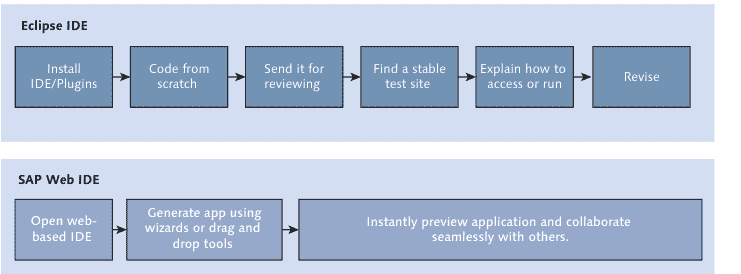 Eclipse IDE
Install
IDE/Plugins
Code from
scratch
Send it for
reviewing
Find a stable
test site
Explain how to
access or run
Revise
SAP Web IDE
Open web-
based IDE
Generate app using
wizards or drag and
drop tools
Instantly preview application and collaborate
seamlessly with others.